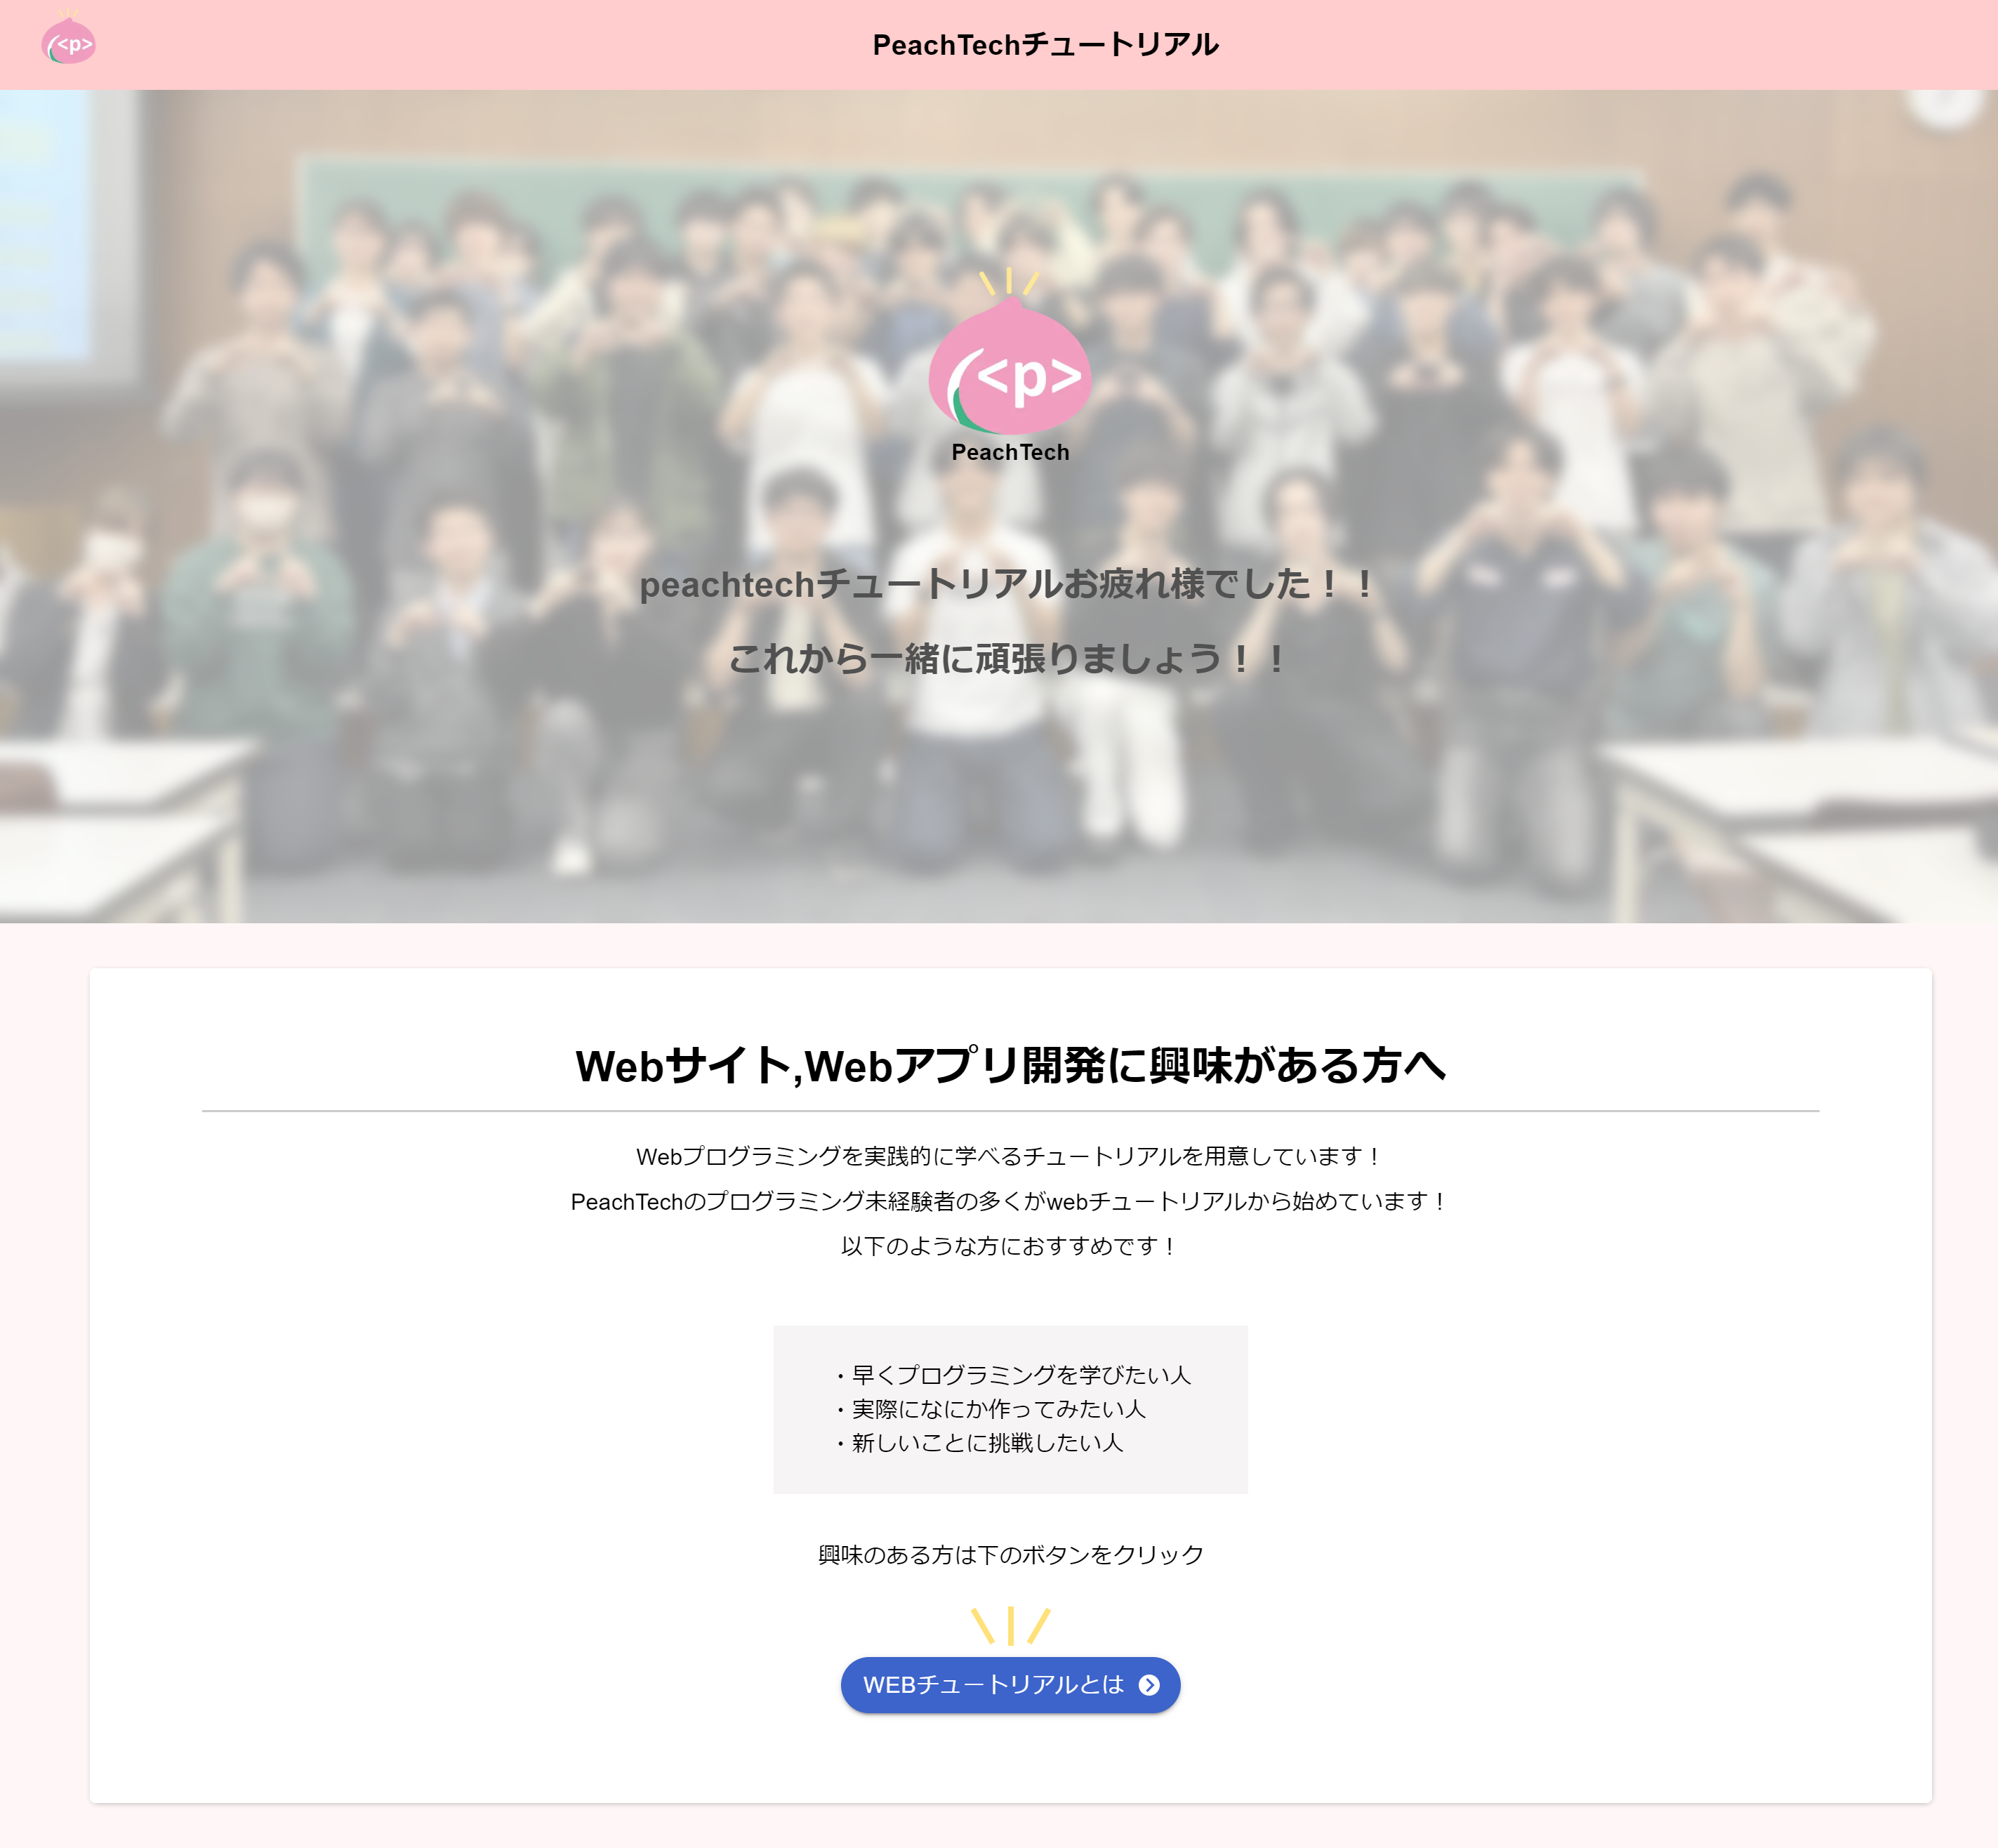 <p>
PeachTechチュートリアル
<p>
PeachTech
peachtechチュートリアルお疲れ様でした！！
これから一緒に頑張りましょう！！
Webサイト,Webアプリ開発に興味がある方へ
Webプログラミングを実践的に学べるチュートリアルを用意しています！
PeachTechのプログラミング未経験者の多くがwebチュートリアルから始めています！
以下のような方におすすめです！
・早くプログラミングを学びたい人
・実際になにか作ってみたい人
・新しいことに挑戦したい人
興味のある方は下のボタンをクリック
WEBチュートリアルとは